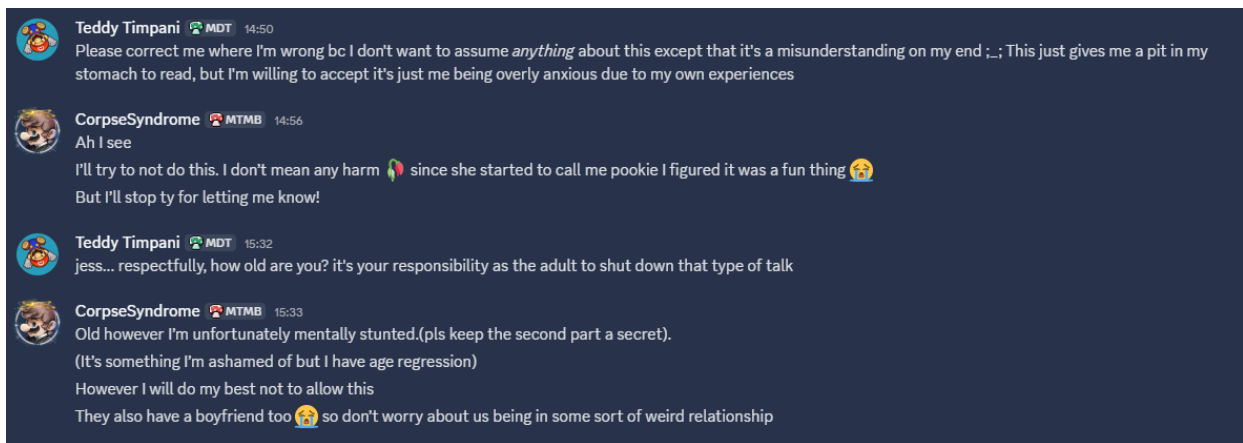 Teddy Timpani MDT 14:50
Please correct me where I'm wrong bc I don't want to assume anything about this except that it's a misunderstanding on my end ;_; This just gives me a pit in my
stomach to read, but I'm willing to accept it's just me being overly anxious due to my own experiences
CorpseSyndrome MTMB 14:56
Ah I see
I'll try to not do this. I don't mean any harm 🥀 since she started to call me pookie I figured it was a fun thing 😭
But I'll stop ty for letting me know!
Teddy Timpani MDT 15:32
jess... respectfully, how old are you? it's your responsibility as the adult to shut down that type of talk
CorpseSyndrome MTMB 15:33
Old however I'm unfortunately mentally stunted.(pls keep the second part a secret).
(It's something I'm ashamed of but I have age regression)
However I will do my best not to allow this
They also have a boyfriend too 😭 so don't worry about us being in some sort of weird relationship